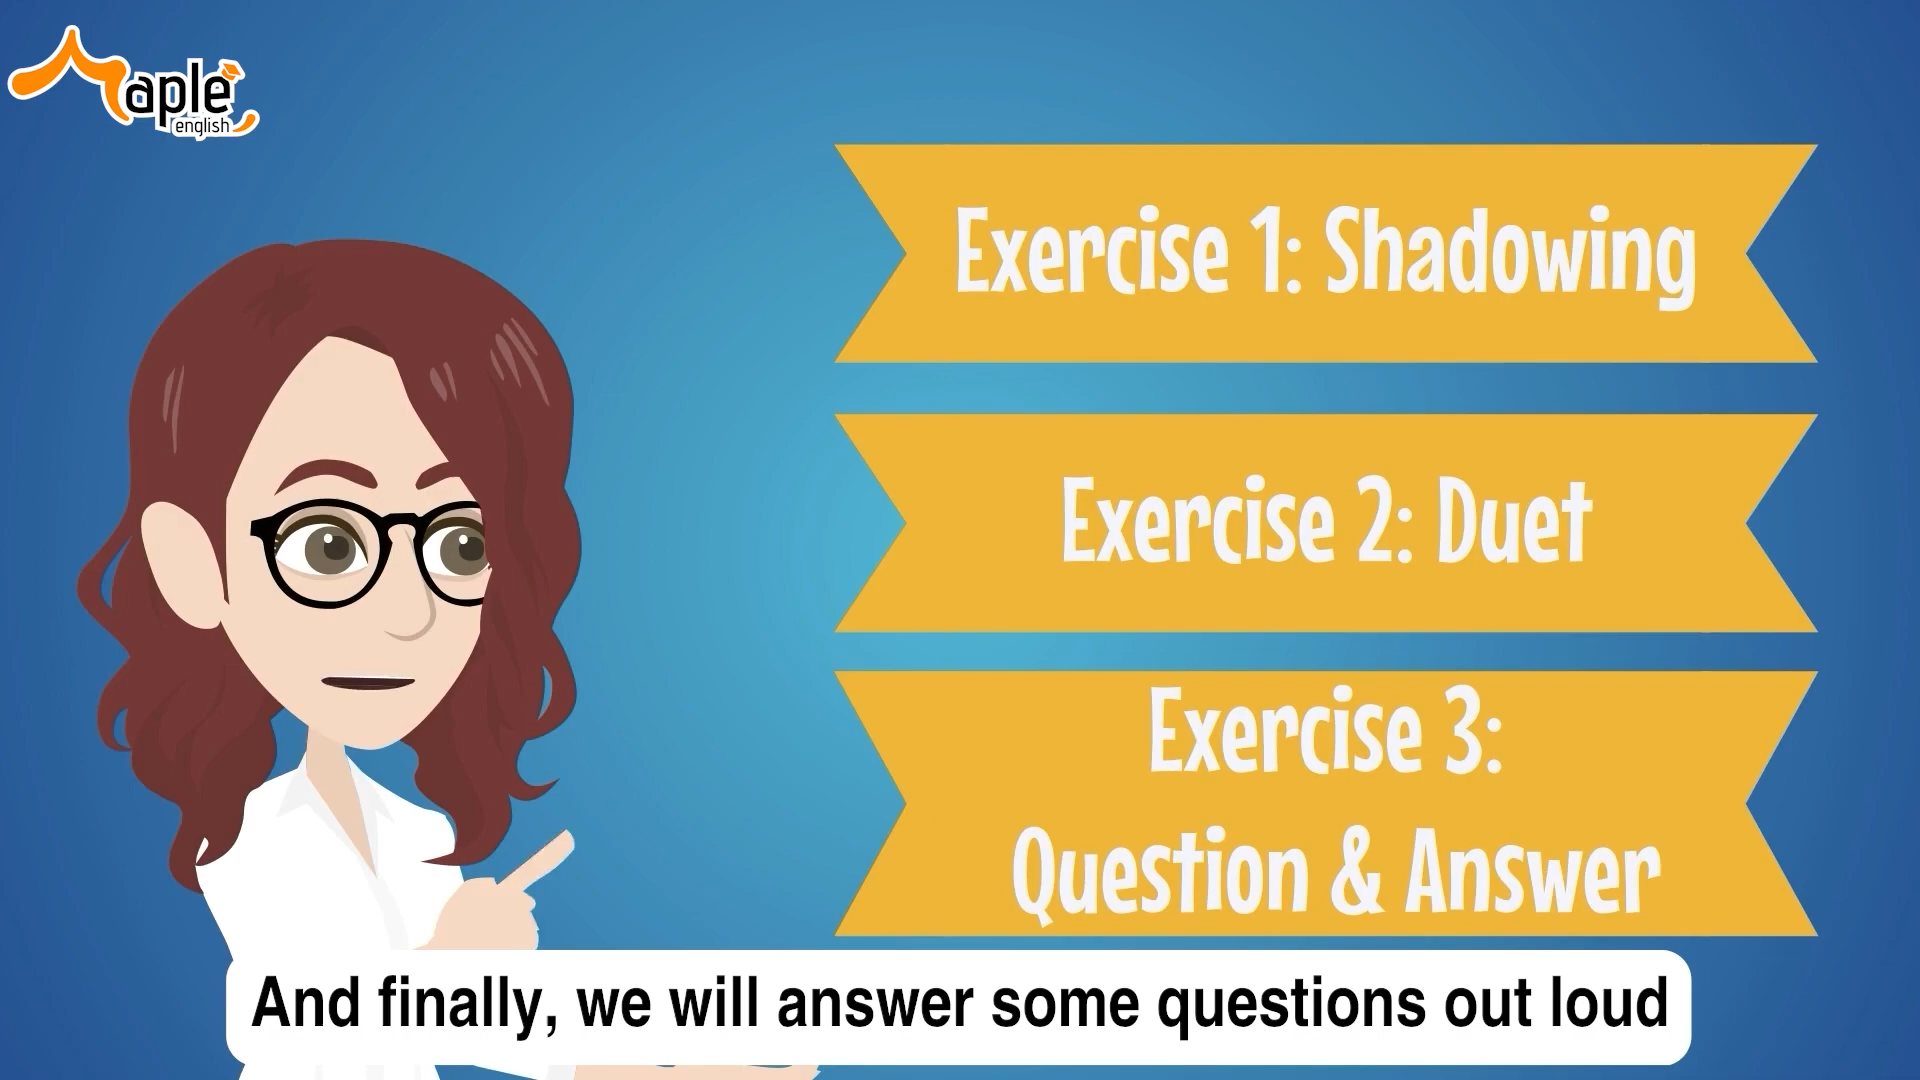 Maple
english
Exercise 1: Shadowing
Exercise 2: Duet
Exercise 3:
Question & Answer
And finally, we will answer some questions out loud